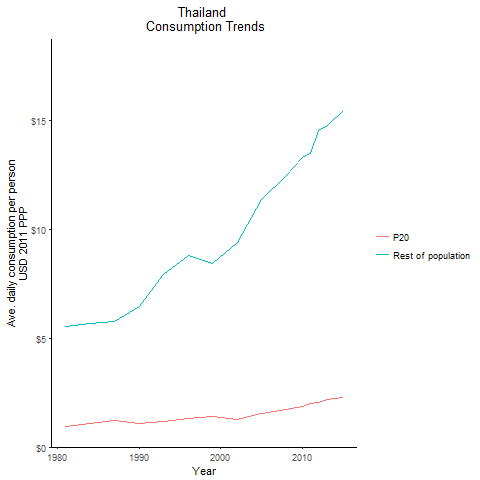 Thailand
Consumption Trends
Ave. daily consumption per person
USD 2011 PPP
$15
$10
$5
$0
1980
1990
2000
2010
Year
P20
Rest of population